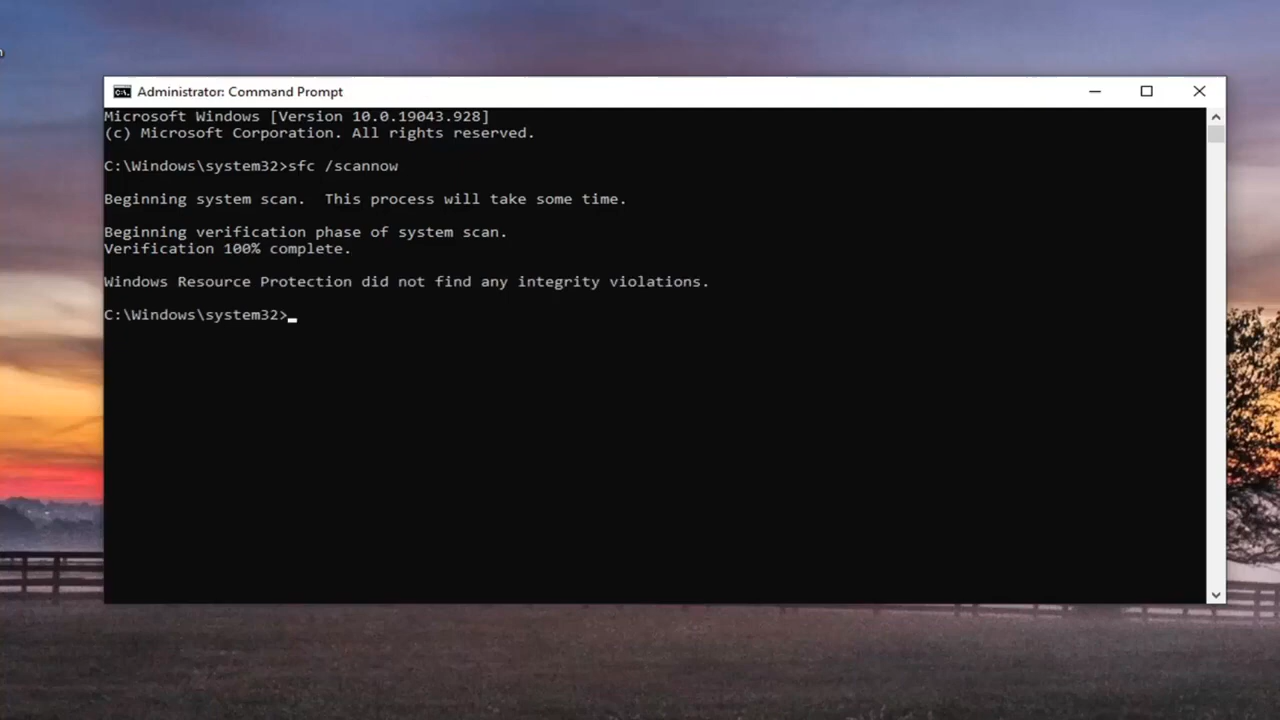 Administrator: Command Prompt
Microsoft Windows [Version 10.0.19043.928]
(c) Microsoft Corporation. All rights reserved.
C:\Windows\system32>sfc /scannow
Beginning system scan.  This process will take some time.
Beginning verification phase of system scan.
Verification 100% complete.
Windows Resource Protection did not find any integrity violations.
C:\Windows\system32>